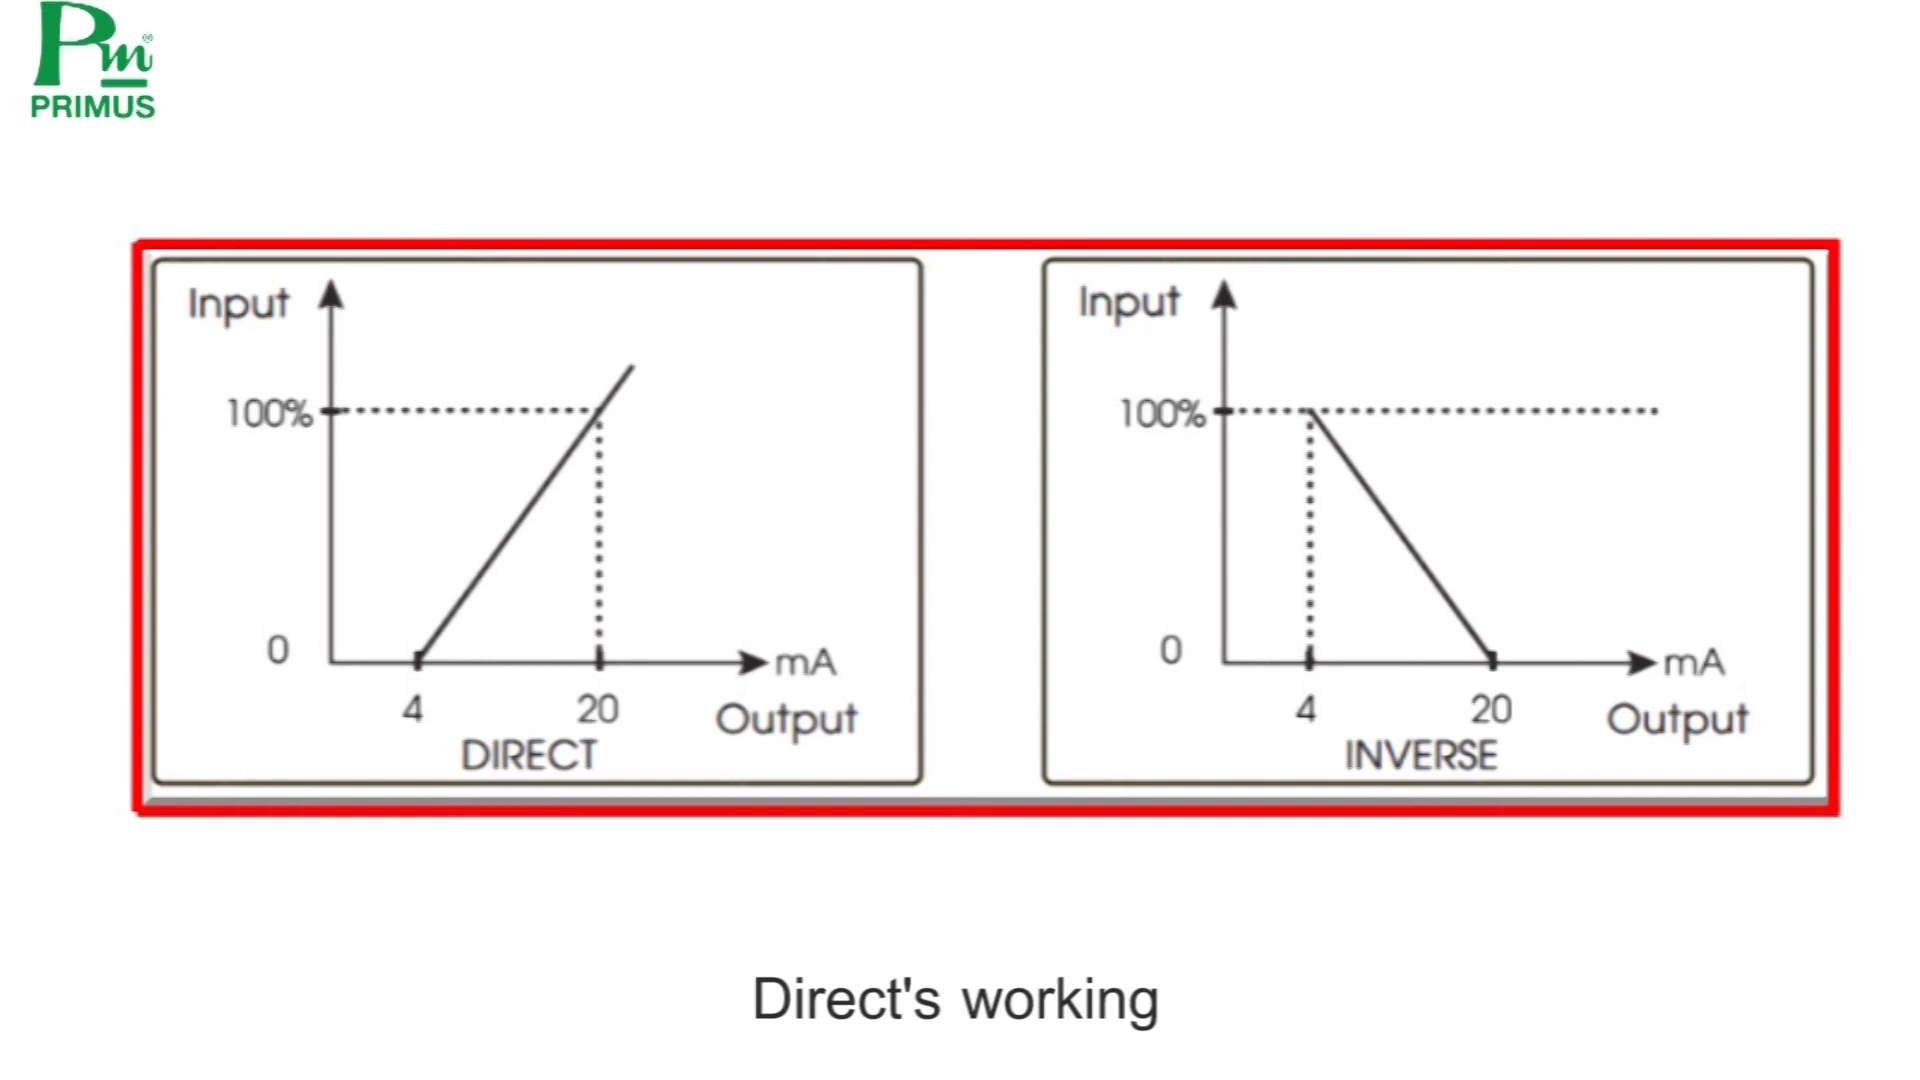 Pm®
PRIMUS
Input
100%
0
4
20
mA
Output
DIRECT
Input
100%
0
4
20
mA
Output
INVERSE
Direct's working